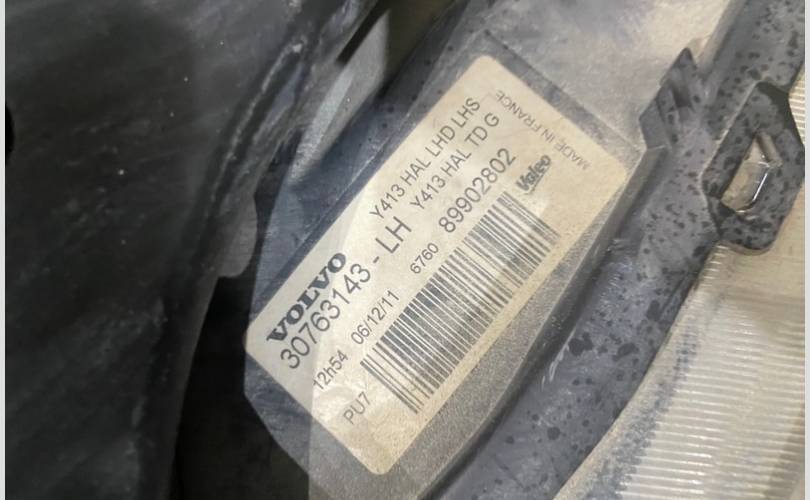 VOLVO
30763143 - LH
Y413 HAL LHD LHS
Y413 HAL TD G
12h54 06/12/11 6760 89902802
PU7
Valeo
MADE IN FRANCE